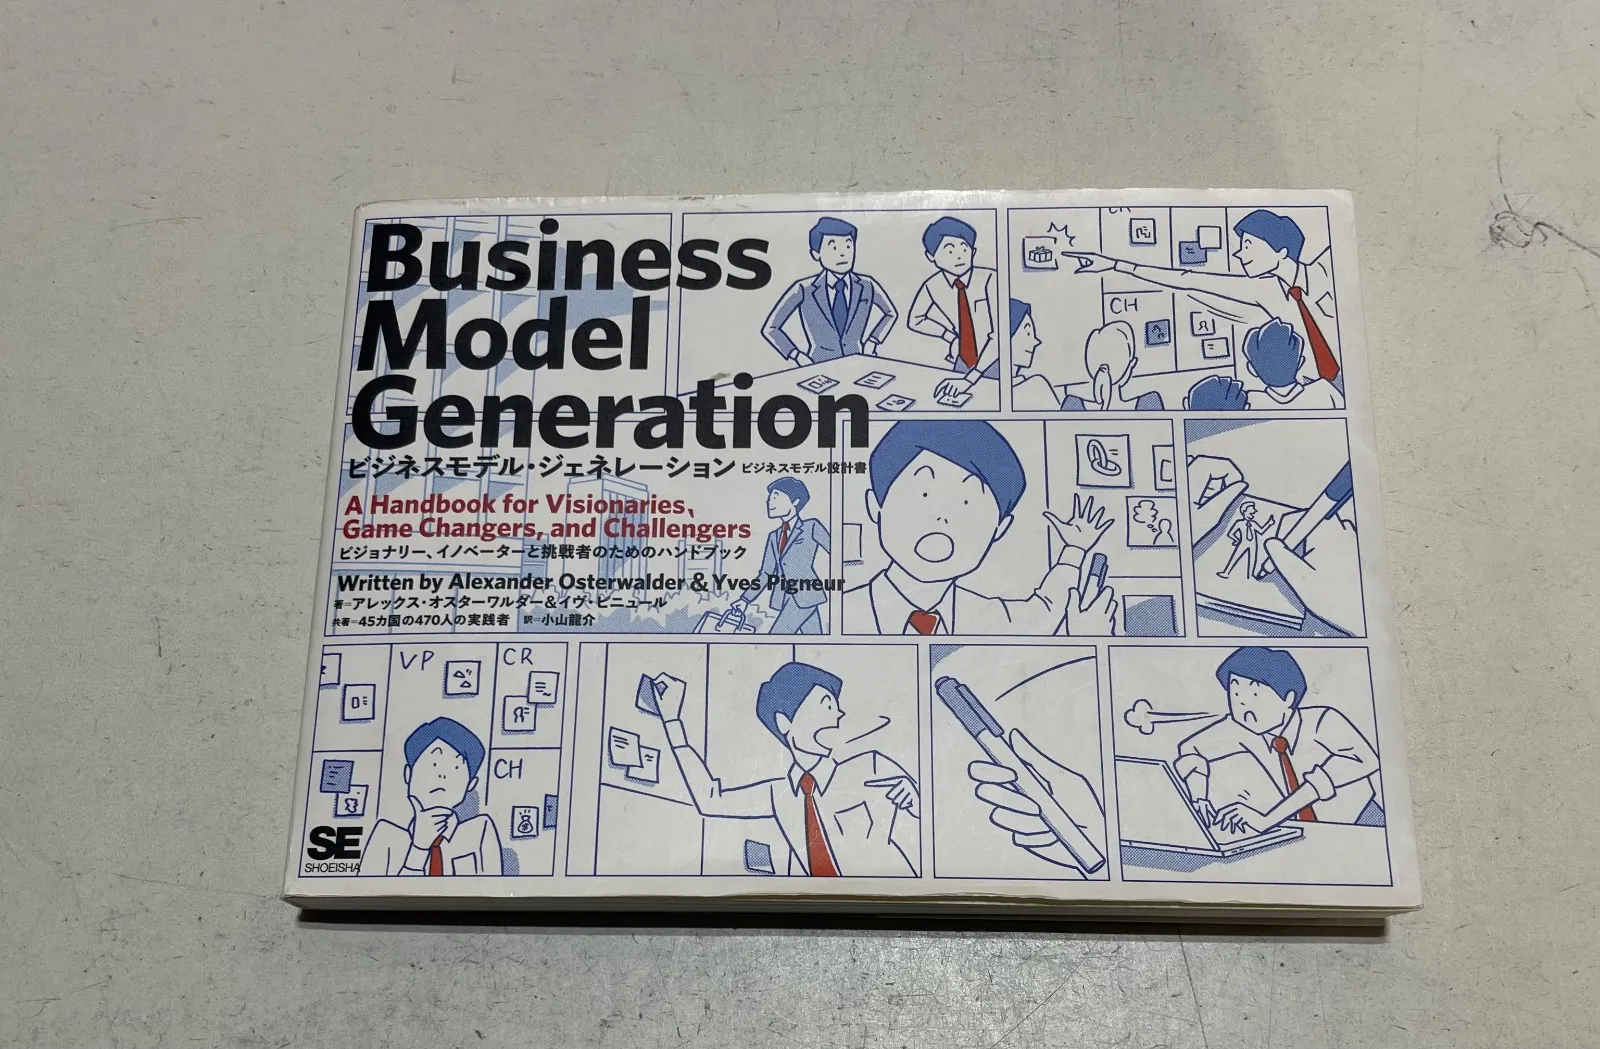 Business
Model
Generation
ビジネスモデル・ジェネレーション ビジネスモデル設計書
A Handbook for Visionaries、
Game Changers, and Challengers
ビジョナリー、イノベーターと挑戦者のためのハンドブック
Written by Alexander Osterwalder & Yves Pigneur
著=アレックス・オスターワルダー&イヴ・ピニュール
共著=45カ国の470人の実践者 訳=小山龍介
CH
VP
CR
CH
SE
SHOEISHA